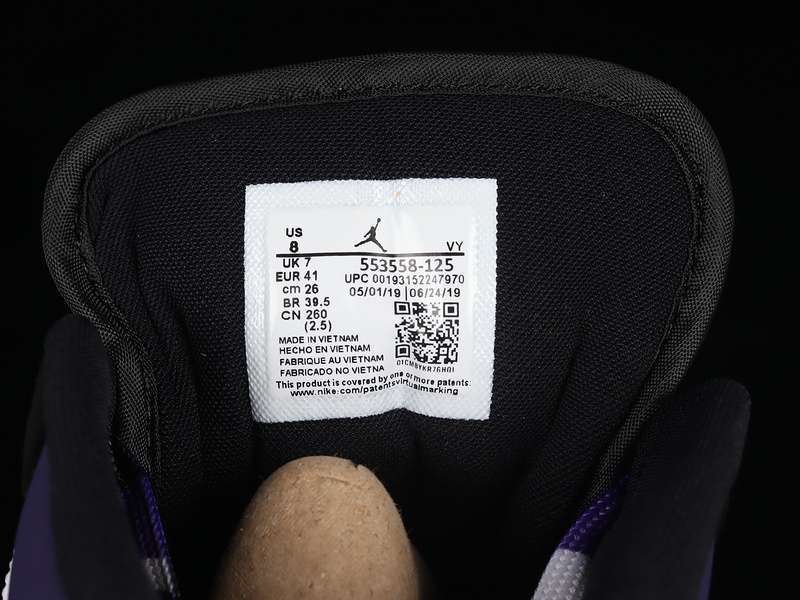 US
8
VY
UK 7
553558-125
EUR 41
UPC 00193152247970
cm 26
05/01/19 | 06/24/19
BR 39.5
CN 260
(2.5)
MADE IN VIETNAM
HECHO EN VIETNAM
FABRIQUE AU VIETNAM
FABRICADO NO VIETNA
This product is covered by one or more patents:
www.nike.com/patentsvirtualmarking